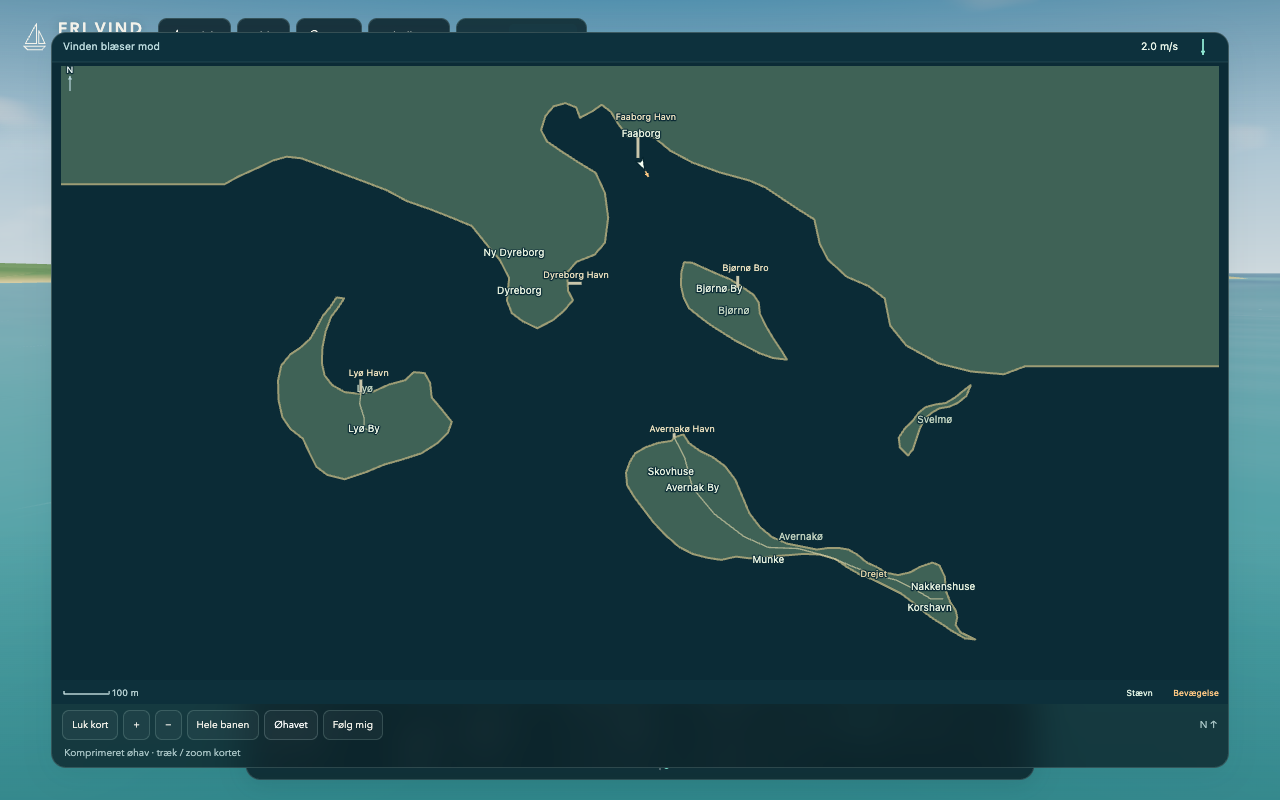 FRI VIND
Vinden blæser mod
2.0 m/s
N
Faaborg Havn
Faaborg
Ny Dyreborg
Dyreborg Havn
Dyreborg
Bjørnø Bro
Bjørnø By
Bjørnø
Lyø Havn
Lyø
Lyø By
Svelmø
Avernakø Havn
Skovhuse
Avernak By
Avernakø
Munke
Drejet
Nakkenshuse
Korshavn
100 m
Stævn
Bevægelse
Luk kort
+
−
Hele banen
Øhavet
Følg mig
N ↑
Komprimeret øhav · træk / zoom kortet